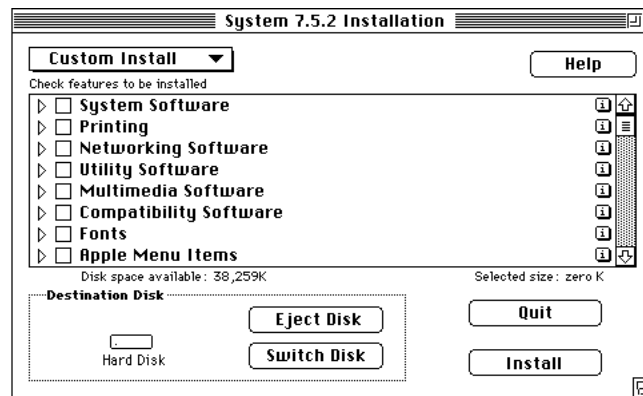 System 7.5.2 Installation
Custom Install
Help
Check features to be installed
System Software
Printing
Networking Software
Utility Software
Multimedia Software
Compatibility Software
Fonts
Apple Menu Items
Disk space available: 38,259K
Selected size: zero K
Destination Disk
Hard Disk
Eject Disk
Switch Disk
Quit
Install